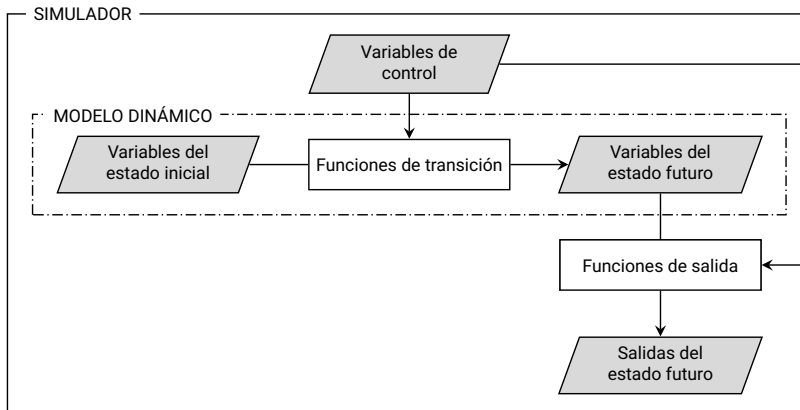 SIMULADOR
Variables de
control
MODELO DINÁMICO
Variables del
estado inicial
Funciones de transición
Variables del
estado futuro
Funciones de salida
Salidas del
estado futuro